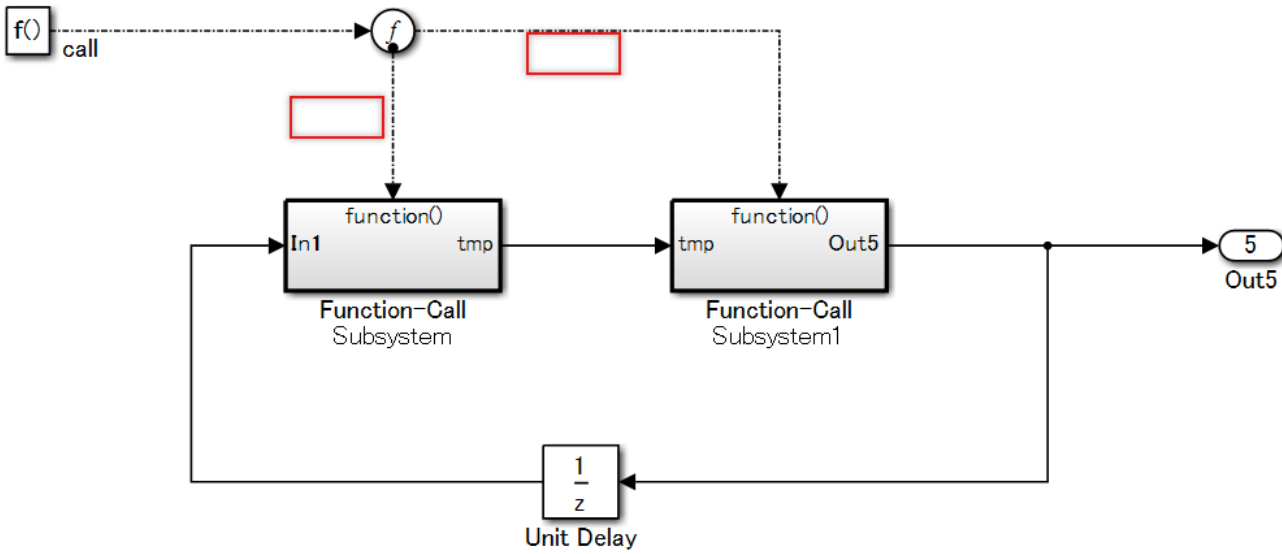 f()
call
f
function()
In1 tmp
Function-Call
Subsystem
function()
tmp Out5
Function-Call
Subsystem1
5
Out5
1
z
Unit Delay